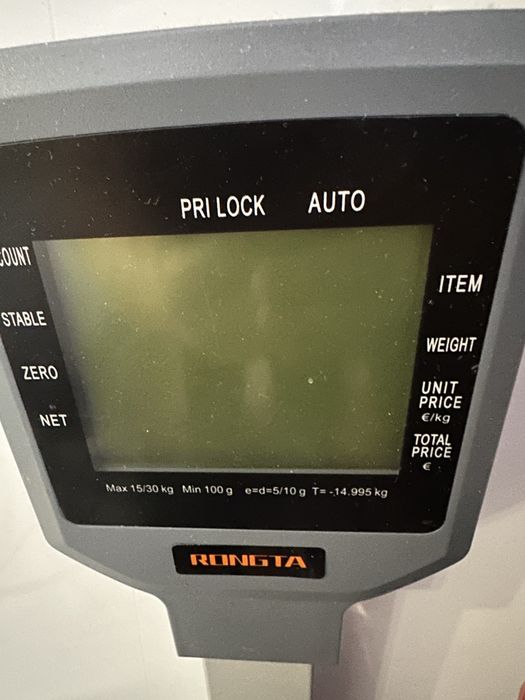 PRI LOCK AUTO
COUNT
ITEM
STABLE
WEIGHT
ZERO
UNIT
PRICE
€/kg
NET
TOTAL
PRICE
€
Max 15/30 kg Min 100 g e=d=5/10 g T= -14.995 kg
RONGTA